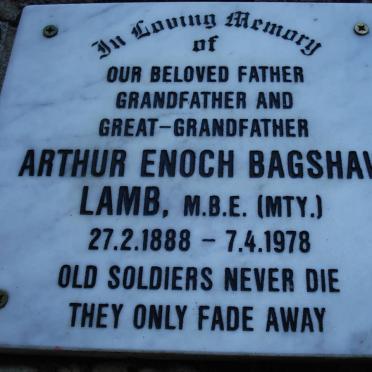 In Loving Memory
of
OUR BELOVED FATHER
GRANDFATHER AND
GREAT-GRANDFATHER
ARTHUR ENOCH BAGSHAW
LAMB, M.B.E. (MTY.)
27.2.1888 - 7.4.1978
OLD SOLDIERS NEVER DIE
THEY ONLY FADE AWAY